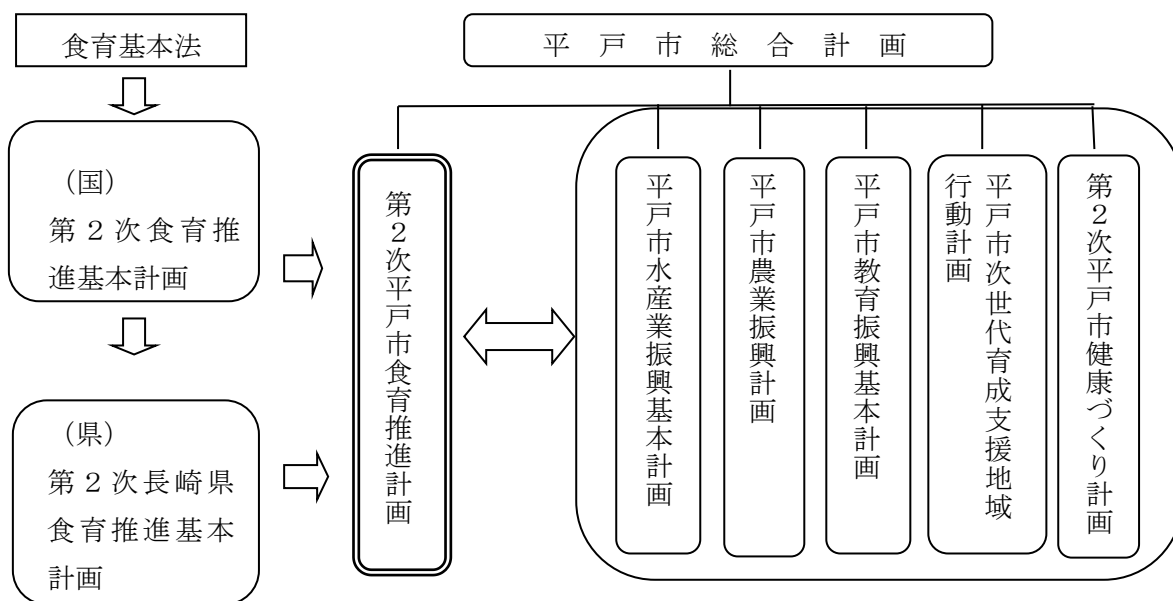 食育基本法
平戸市総合計画
（国）
第２次食育推
進基本計画
（県）
第２次長崎県
食育推進基本
計画
第２次平戸市食育推進計画
平戸市水産業振興基本計画
平戸市農業振興計画
平戸市教育振興基本計画
平戸市次世代育成支援地域
行動計画
第２次平戸市健康づくり計画